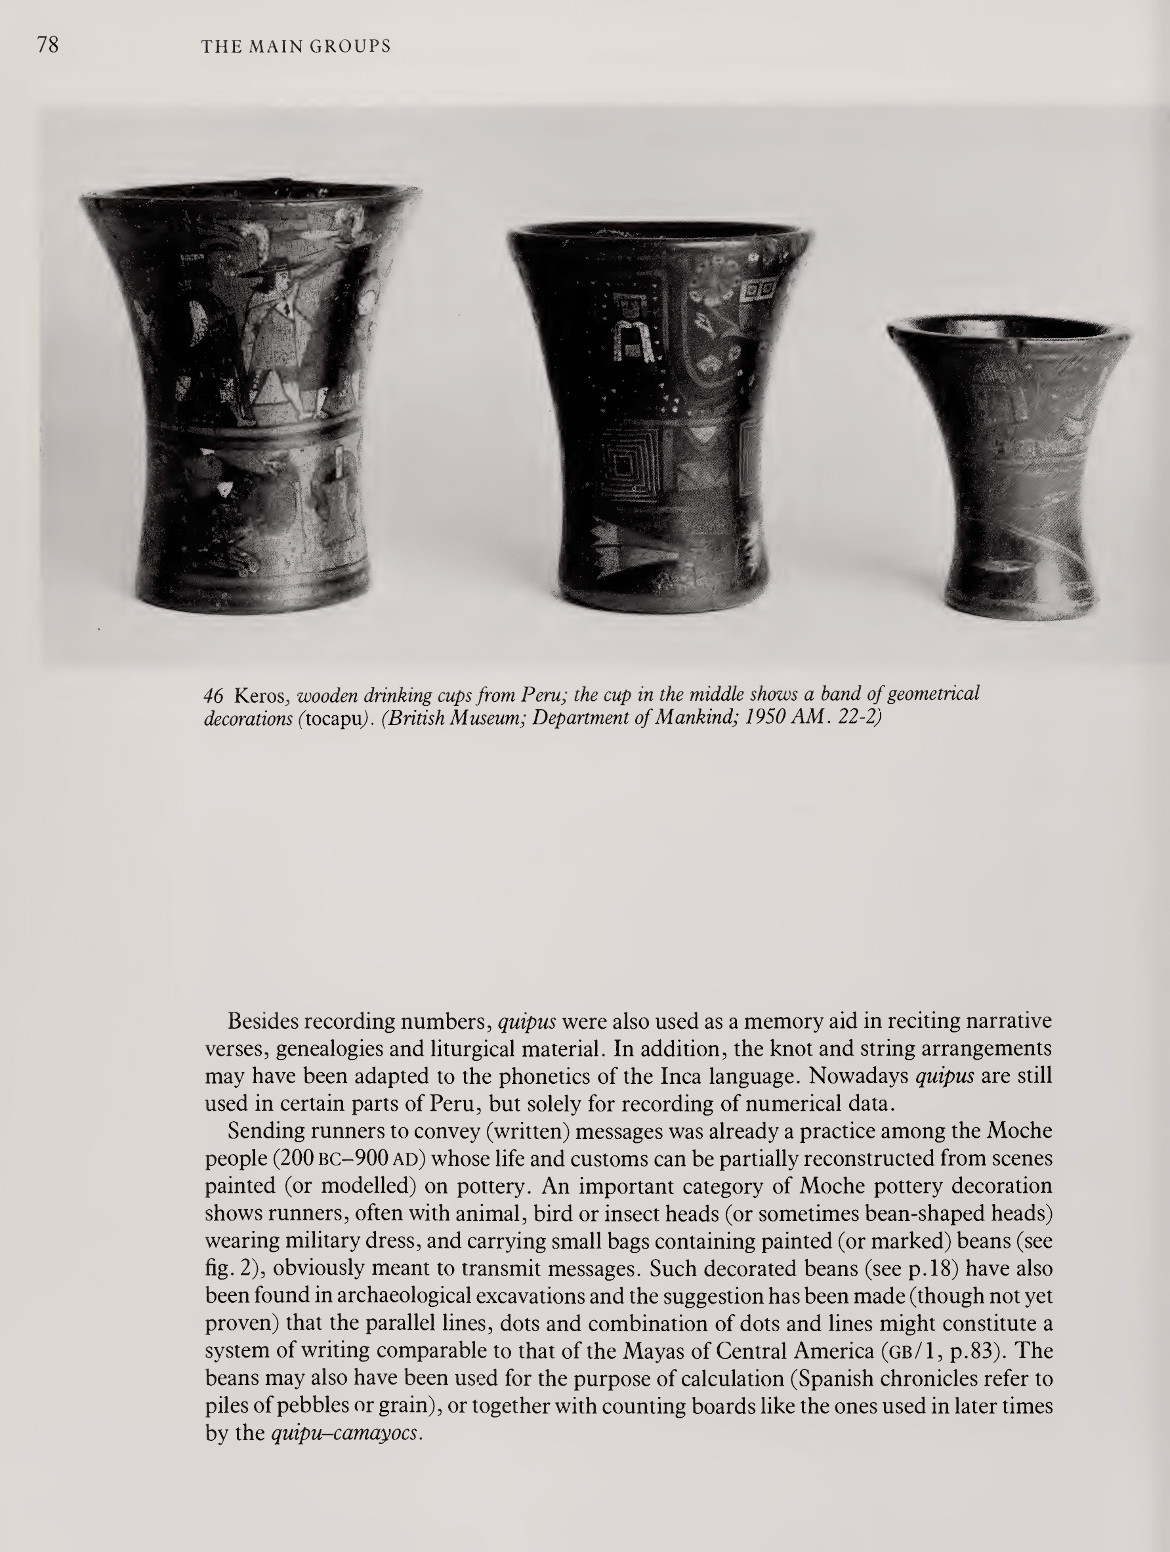 78
THE MAIN GROUPS
46 Keros, wooden drinking cups from Peru; the cup in the middle shows a band of geometrical
decorations (tocapu). (British Museum; Department of Mankind; 1950 AM. 22-2)
Besides recording numbers, quipus were also used as a memory aid in reciting narrative
verses, genealogies and liturgical material. In addition, the knot and string arrangements
may have been adapted to the phonetics of the Inca language. Nowadays quipus are still
used in certain parts of Peru, but solely for recording of numerical data.
Sending runners to convey (written) messages was already a practice among the Moche
people (200 BC–900 AD) whose life and customs can be partially reconstructed from scenes
painted (or modelled) on pottery. An important category of Moche pottery decoration
shows runners, often with animal, bird or insect heads (or sometimes bean-shaped heads)
wearing military dress, and carrying small bags containing painted (or marked) beans (see
fig. 2), obviously meant to transmit messages. Such decorated beans (see p.18) have also
been found in archaeological excavations and the suggestion has been made (though not yet
proven) that the parallel lines, dots and combination of dots and lines might constitute a
system of writing comparable to that of the Mayas of Central America (GB/1, p.83). The
beans may also have been used for the purpose of calculation (Spanish chronicles refer to
piles of pebbles or grain), or together with counting boards like the ones used in later times
by the quipu–camayocs.